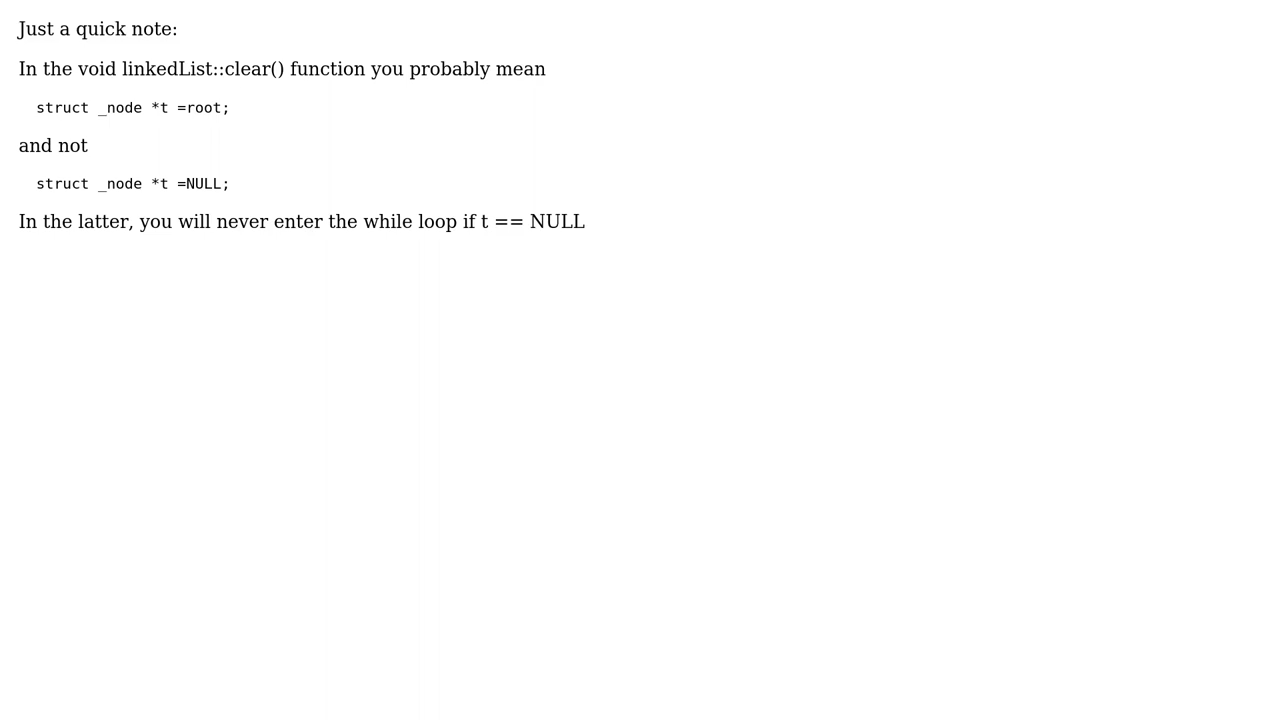 Just a quick note:
In the void linkedList::clear() function you probably mean
struct _node *t =root;
and not
struct _node *t =NULL;
In the latter, you will never enter the while loop if t == NULL